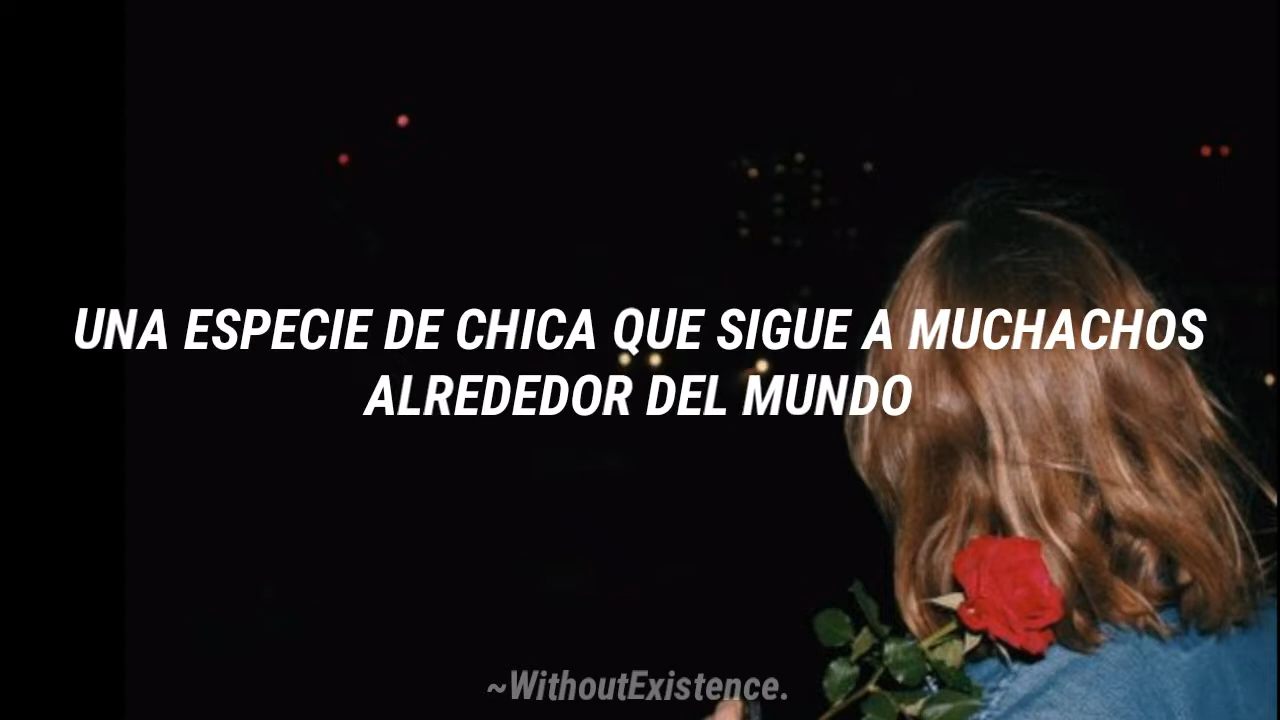 UNA ESPECIE DE CHICA QUE SIGUE A MUCHACHOS
ALREDEDOR DEL MUNDO
~WithoutExistence.